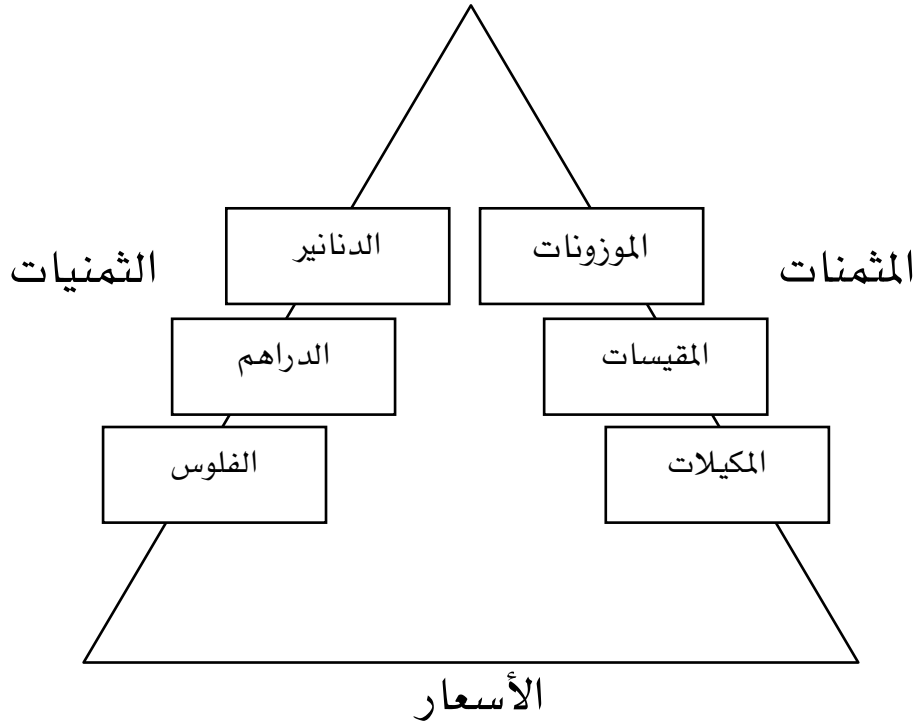 الموزونات
الدنانير
المثمنات
الثمنيات
المقيسات
الدراهم
المكيلات
الفلوس
الأسعار